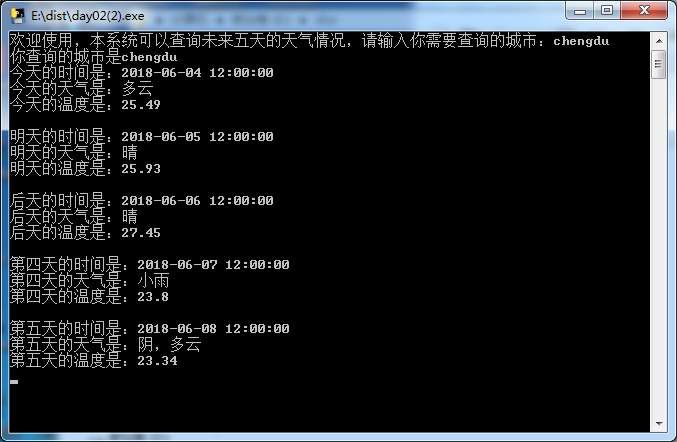 E:\dist\day02(2).exe
欢迎使用，本系统可以查询未来五天的天气情况，请输入你需要查询的城市：chengdu
你查询的城市是chengdu
今天的时间是：2018-06-04 12:00:00
今天的天气是：多云
今天的温度是：25.49
明天的时间是：2018-06-05 12:00:00
明天的天气是：晴
明天的温度是：25.93
后天的时间是：2018-06-06 12:00:00
后天的天气是：晴
后天的温度是：27.45
第四天的时间是：2018-06-07 12:00:00
第四天的天气是：小雨
第四天的温度是：23.8
第五天的时间是：2018-06-08 12:00:00
第五天的天气是：阴，多云
第五天的温度是：23.34